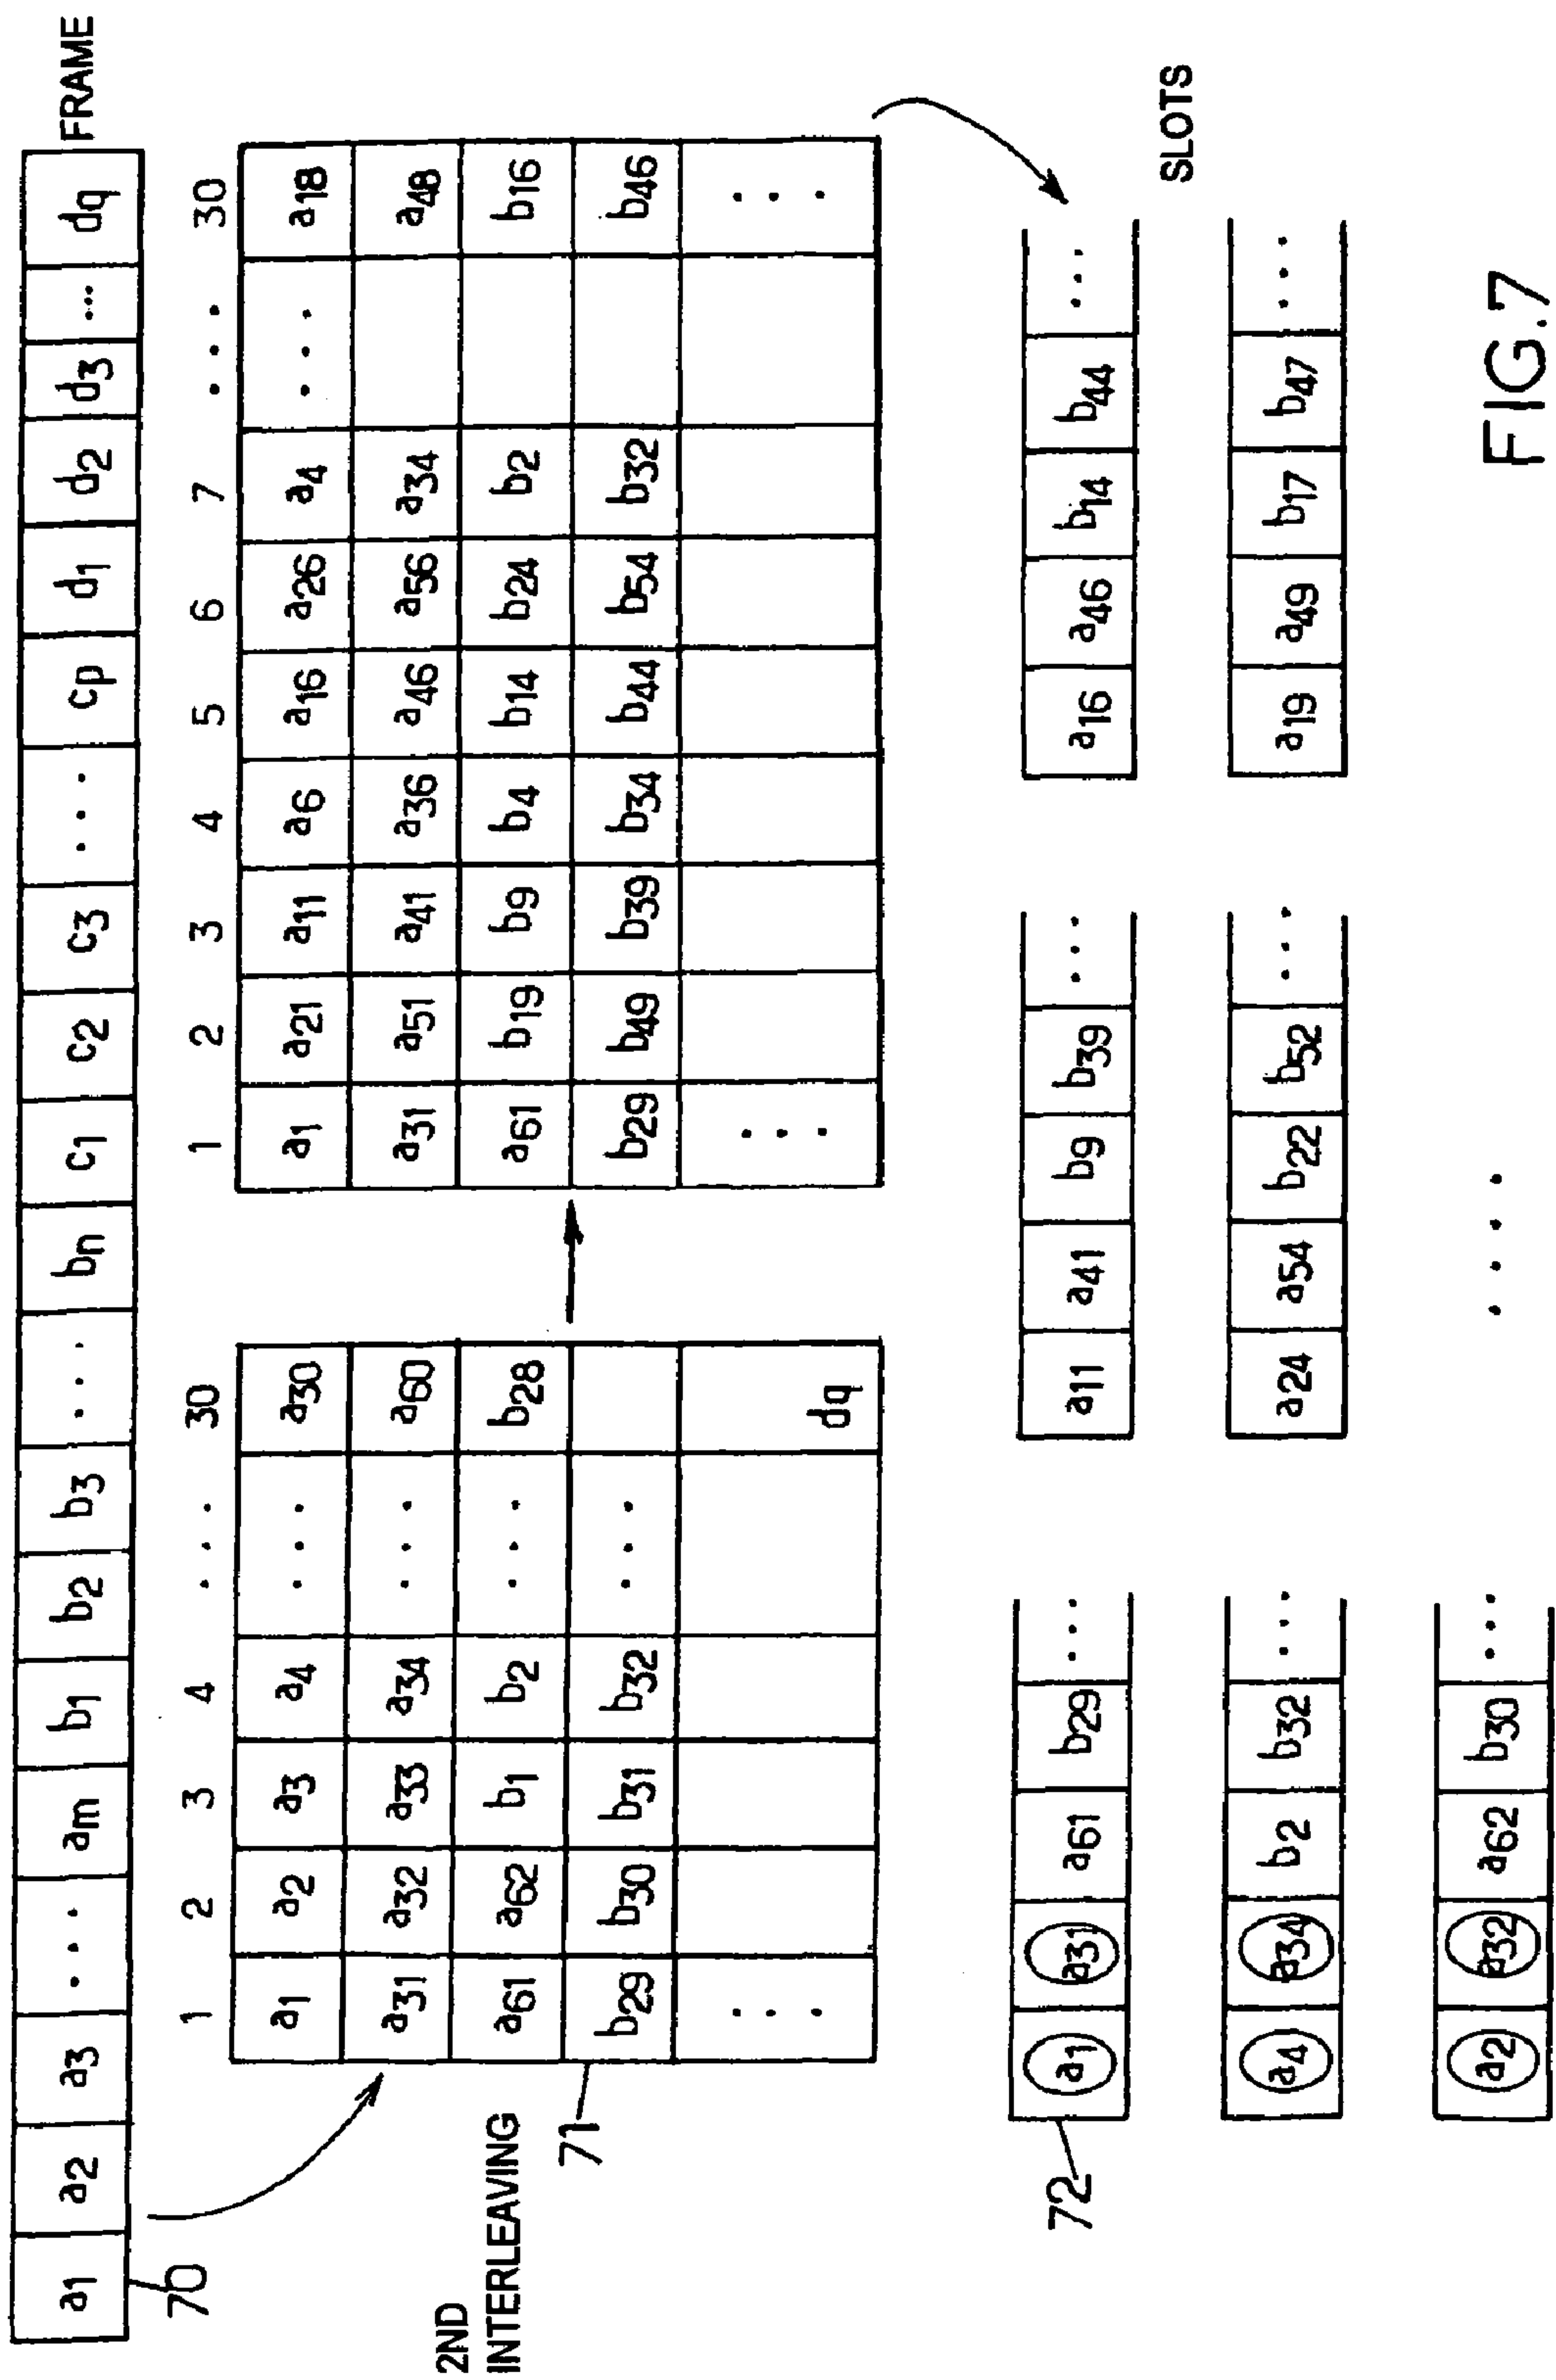 a1 a2 a3 ... am b1 b2 b3 ... bn c1 c2 c3 ... cp d1 d2 d3 ... dq FRAME
70
1 2 3 4 ... 30
a1 a2 a3 a4 ... a30
a31 a32 a33 a34 ... a60
a61 a62 b1 b2 ... b28
b29 b30 b31 b32 ...
... dq
2ND
INTERLEAVING
71
1 2 3 4 5 6 7 ... 30
a1 a21 a11 a6 a16 a26 a4 ... a18
a31 a51 a41 a36 a46 a56 a34 a48
a61 b19 b9 b4 b14 b24 b2 b16
b29 b49 b39 b34 b44 b54 b32 b46
... ...
72
a1 a31 a61 b29 ...
a11 a41 b9 b39 ...
a16 a46 b14 b44 ...
a4 a34 b2 b32 ...
a24 a54 b22 b52 ...
a19 a49 b17 b47 ...
a2 a32 a62 b30 ...
....
SLOTS
FIG.7